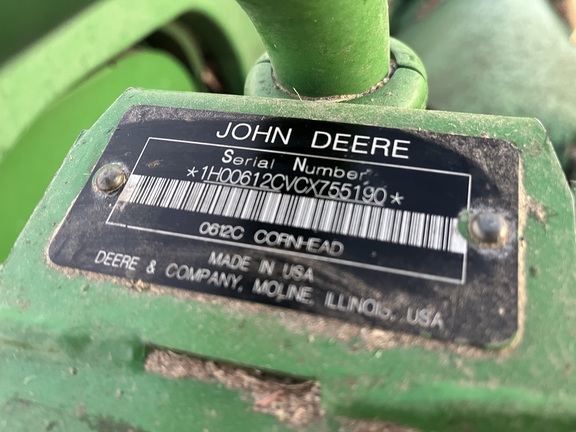 JOHN DEERE
Serial Number
*1H00612CVCX755190*
0612C CORNHEAD
MADE IN USA
DEERE & COMPANY, MOLINE, ILLINOIS, USA